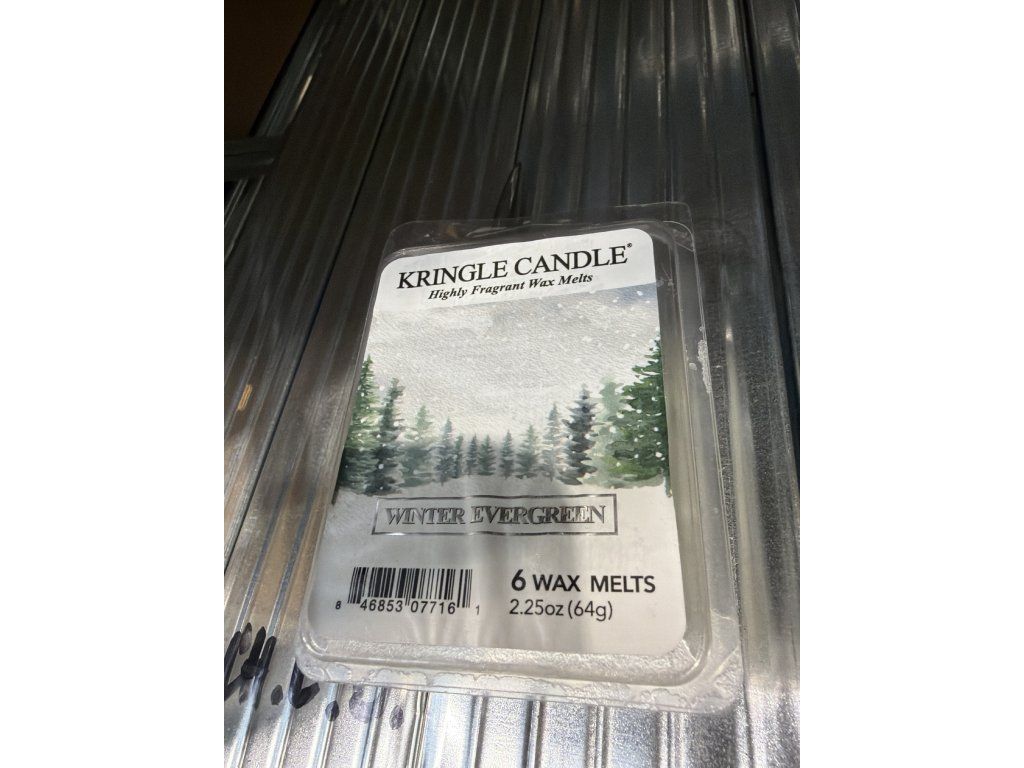 KRINGLE CANDLE®
Highly Fragrant Wax Melts
WINTER EVERGREEN
8 46853 07716 1
6 WAX MELTS
2.25oz (64g)